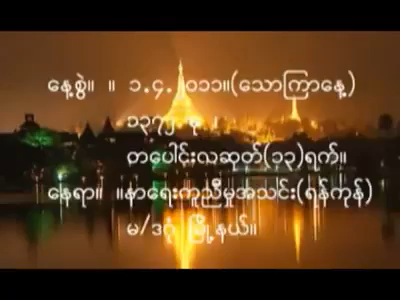 နေ့စွဲ။ ။ ၁.၄. ၀၁၁။(သောကြာနေ့)
၁၃၇၂
တပေါင်းလဆုတ်(၁၃)ရက်။
နေရာ။ ။နာရေးကူညီမှုအသင်း(ရန်ကုန်)
မ/ဒဂုံ မြို့နယ်။